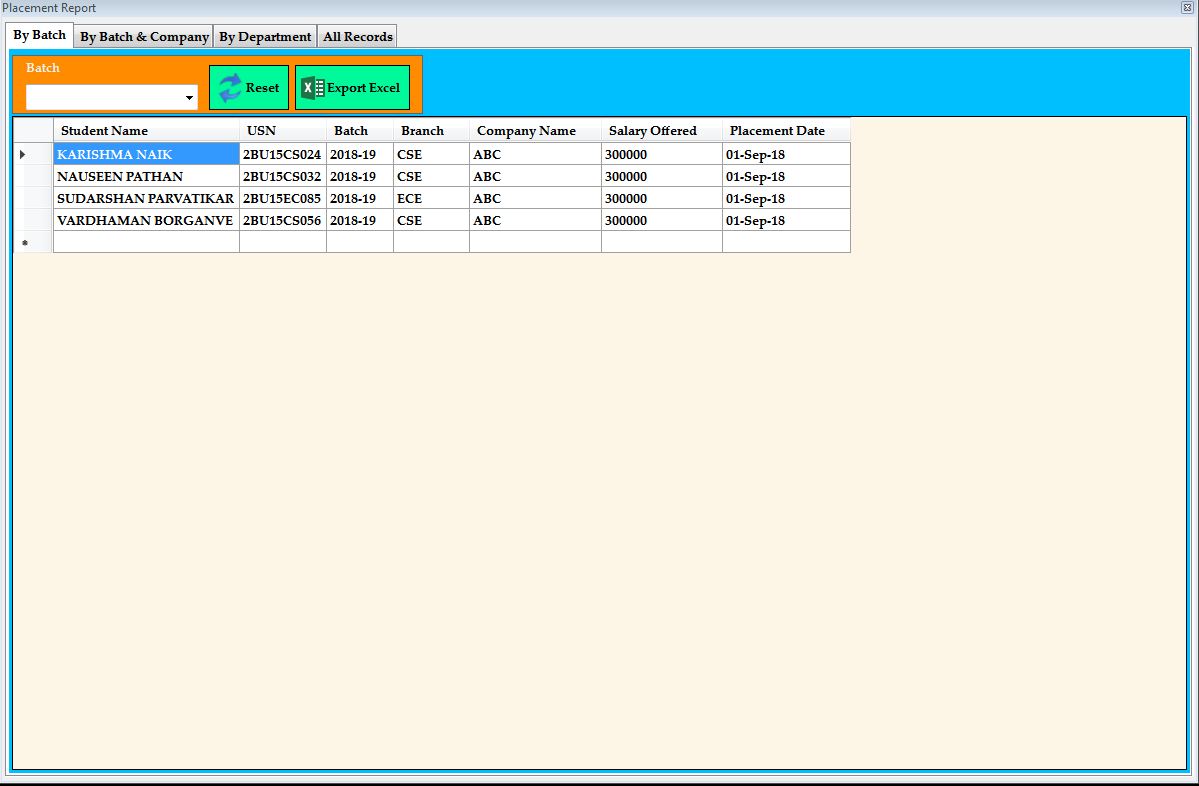 Placement Report
By Batch By Batch & Company By Department All Records
Batch
Reset Export Excel
Student Name USN Batch Branch Company Name Salary Offered Placement Date
KARISHMA NAIK 2BU15CS024 2018-19 CSE ABC 300000 01-Sep-18
NAUSEEN PATHAN 2BU15CS032 2018-19 CSE ABC 300000 01-Sep-18
SUDARSHAN PARVATIKAR 2BU15EC085 2018-19 ECE ABC 300000 01-Sep-18
VARDHAMAN BORGANVE 2BU15CS056 2018-19 CSE ABC 300000 01-Sep-18